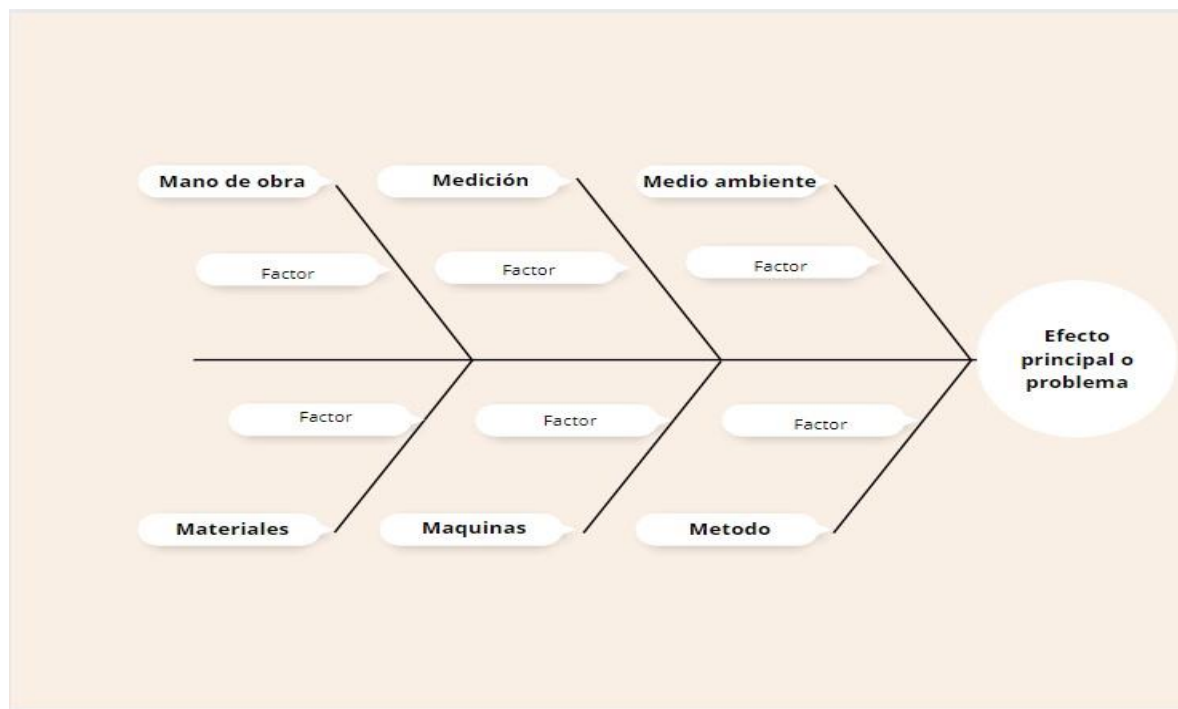 Mano de obra
Medición
Medio ambiente
Factor
Factor
Factor
Efecto
principal o
problema
Factor
Factor
Factor
Materiales
Maquinas
Metodo